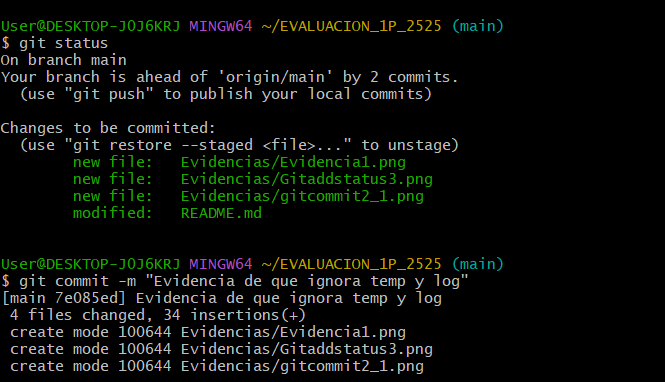 User@DESKTOP-JOJ6KRJ MINGW64 ~/EVALUACION_1P_2525 (main)
$ git status
On branch main
Your branch is ahead of 'origin/main' by 2 commits.
  (use "git push" to publish your local commits)
Changes to be committed:
  (use "git restore --staged <file>..." to unstage)
        new file:   Evidencias/Evidencia1.png
        new file:   Evidencias/Gitaddstatus3.png
        new file:   Evidencias/gitcommit2_1.png
        modified:   README.md
User@DESKTOP-JOJ6KRJ MINGW64 ~/EVALUACION_1P_2525 (main)
$ git commit -m "Evidencia de que ignora temp y log"
[main 7e085ed] Evidencia de que ignora temp y log
 4 files changed, 34 insertions(+)
 create mode 100644 Evidencias/Evidencia1.png
 create mode 100644 Evidencias/Gitaddstatus3.png
 create mode 100644 Evidencias/gitcommit2_1.png